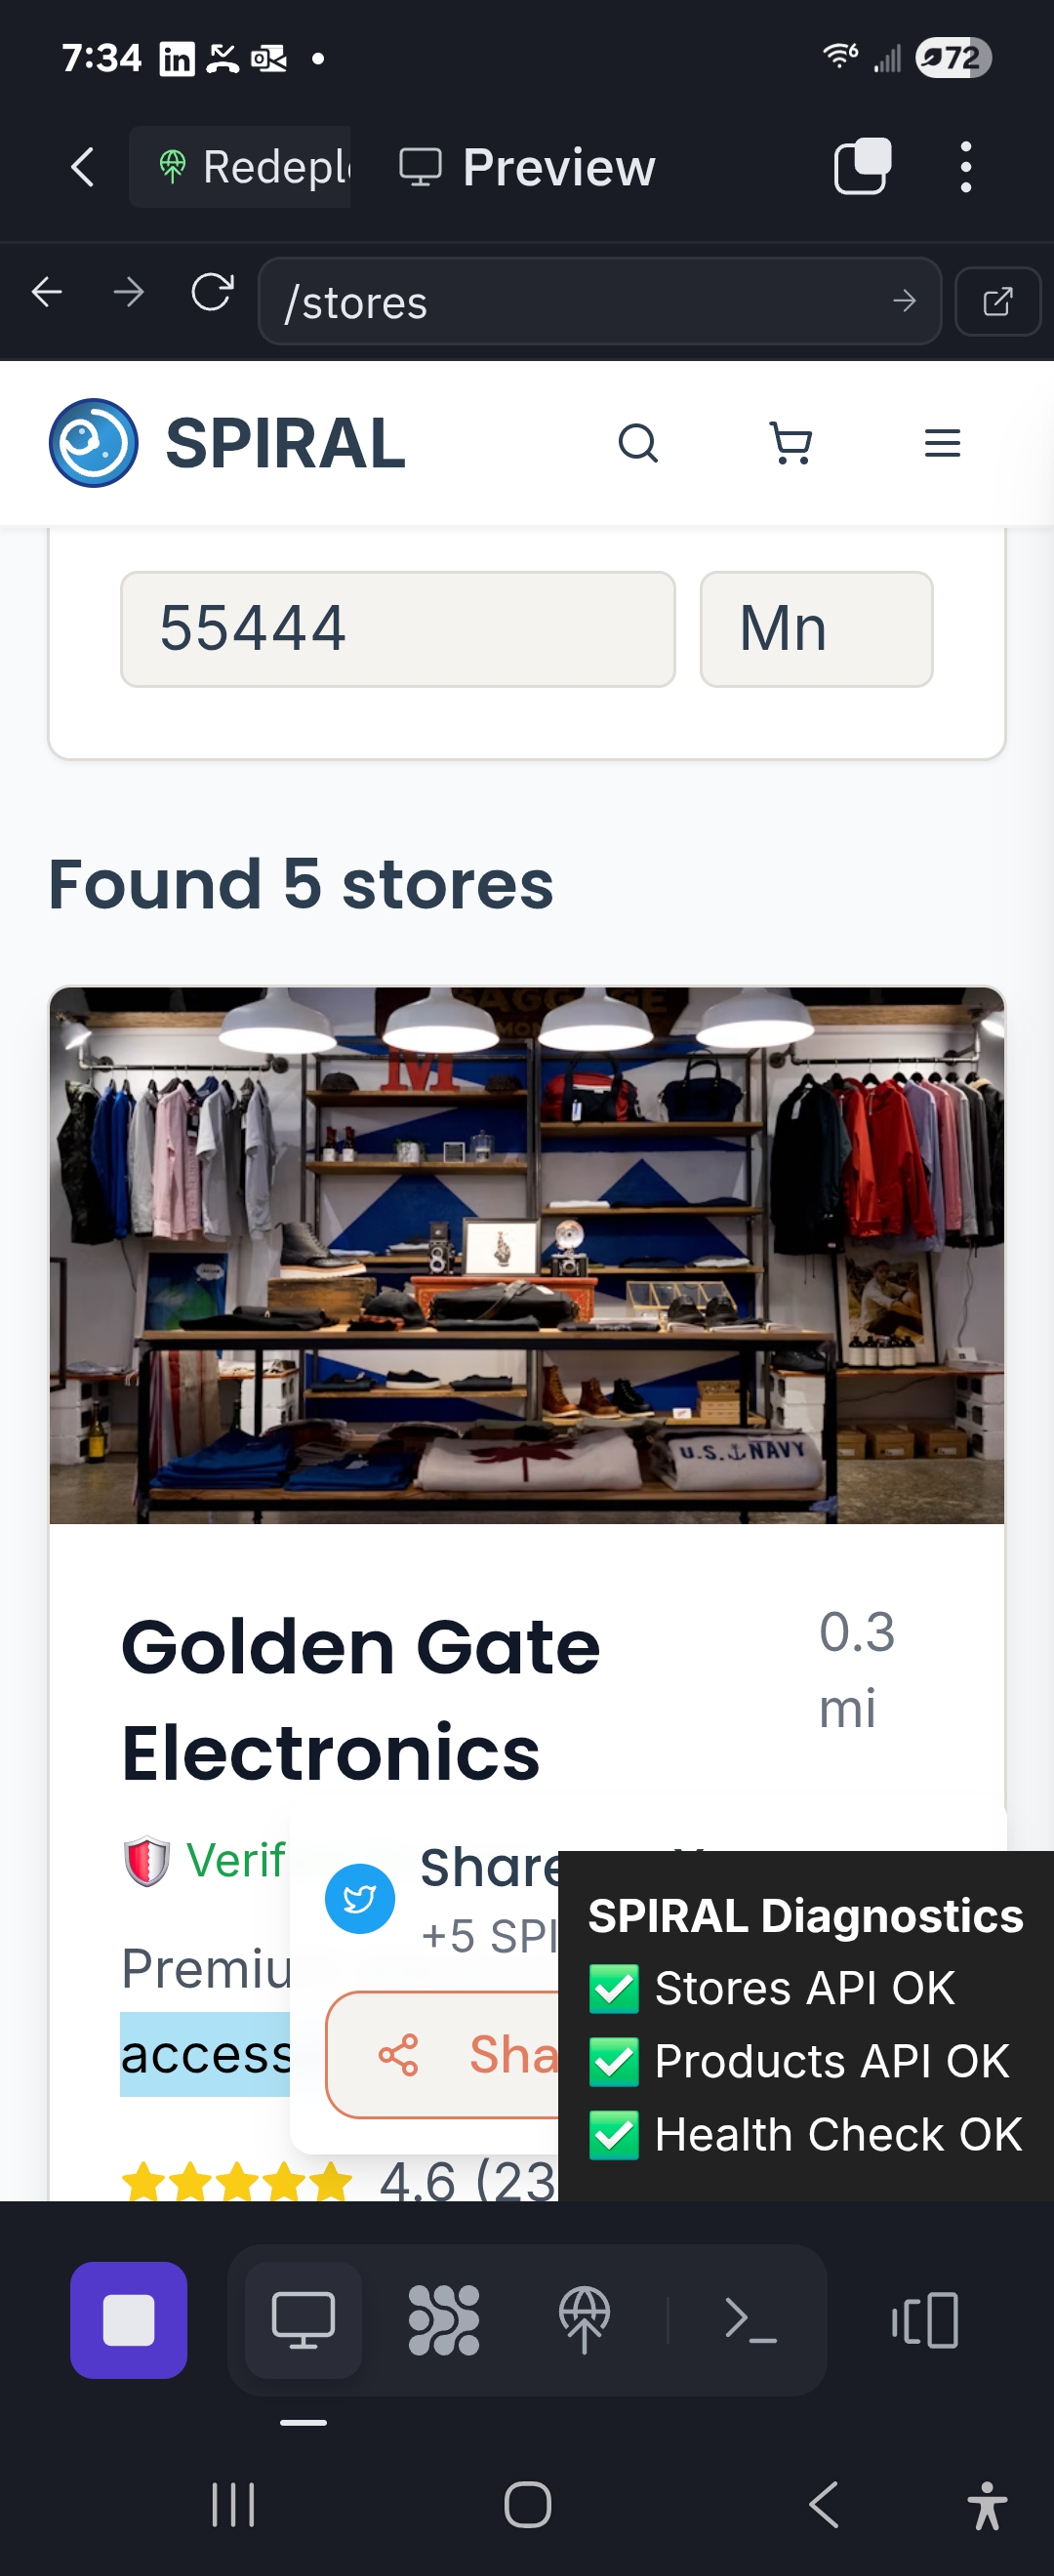 7:34
72
Redepl
Preview
/stores
SPIRAL
55444
Mn
Found 5 stores
M
U.S. NAVY
Golden Gate
Electronics
0.3
mi
Verif
Premiu
access
Share
+5 SPI
Sha
4.6 (23
SPIRAL Diagnostics
✅ Stores API OK
✅ Products API OK
✅ Health Check OK